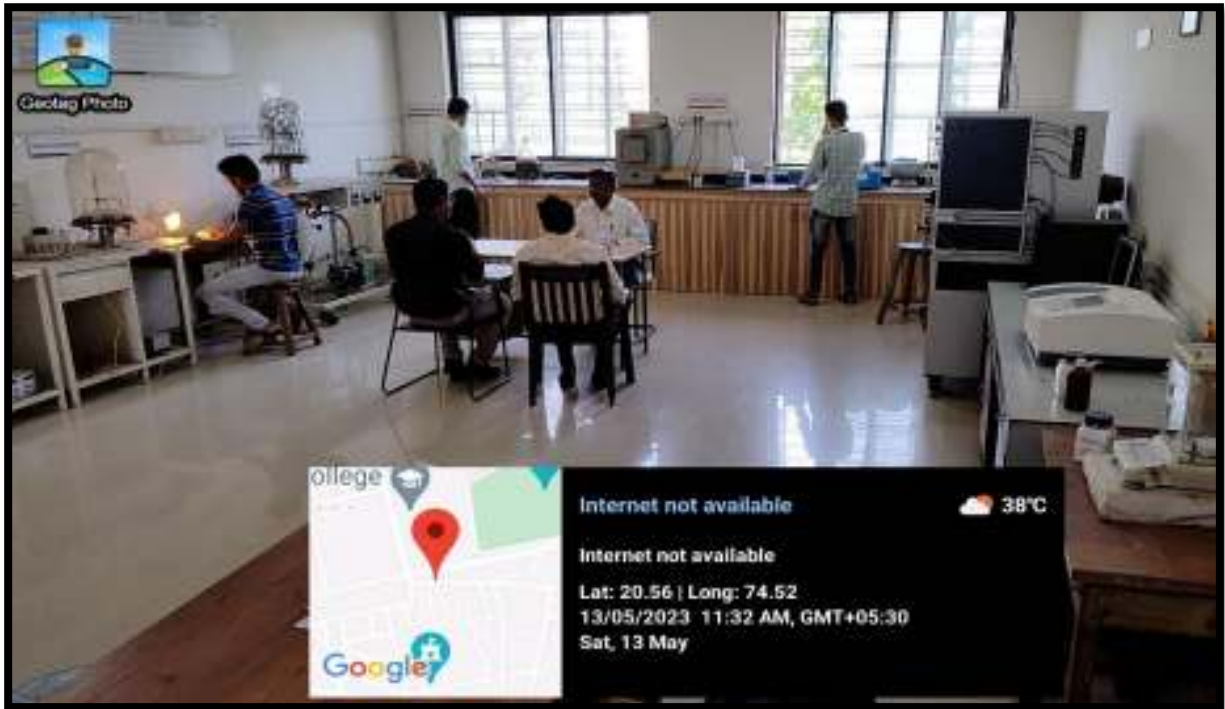 Geotag Photo
ollege
Google
Internet not available
38°C
Internet not available
Lat: 20.56 | Long: 74.52
13/05/2023 11:32 AM, GMT+05:30
Sat, 13 May